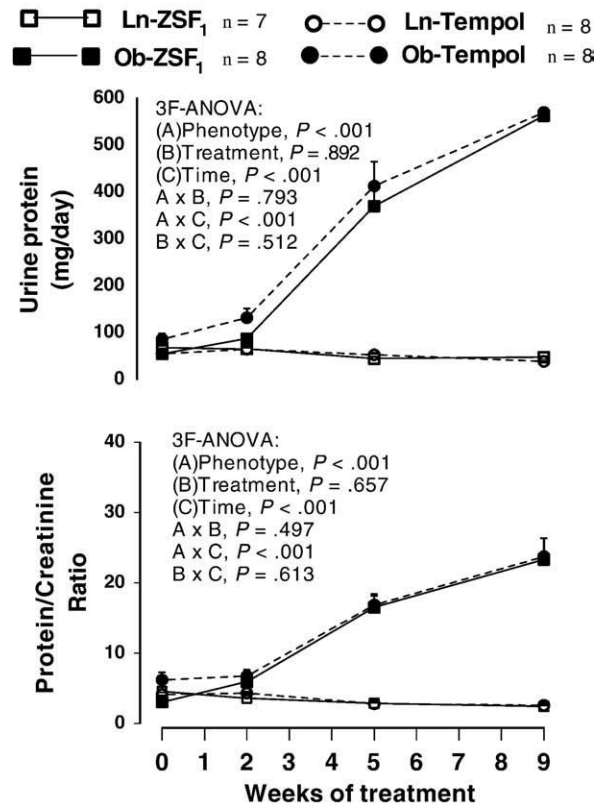 Ln-ZSF1 n = 7 Ln-Tempol n = 8
Ob-ZSF1 n = 8 Ob-Tempol n = 8
600
500
400
300
200
100
0
Urine protein
(mg/day)
3F-ANOVA:
(A)Phenotype, P < .001
(B)Treatment, P = .892
(C)Time, P < .001
A x B, P = .793
A x C, P < .001
B x C, P = .512
40
30
20
10
0
Protein/Creatinine
Ratio
3F-ANOVA:
(A)Phenotype, P < .001
(B)Treatment, P = .657
(C)Time, P < .001
A x B, P = .497
A x C, P < .001
B x C, P = .613
0 1 2 3 4 5 6 7 8 9
Weeks of treatment